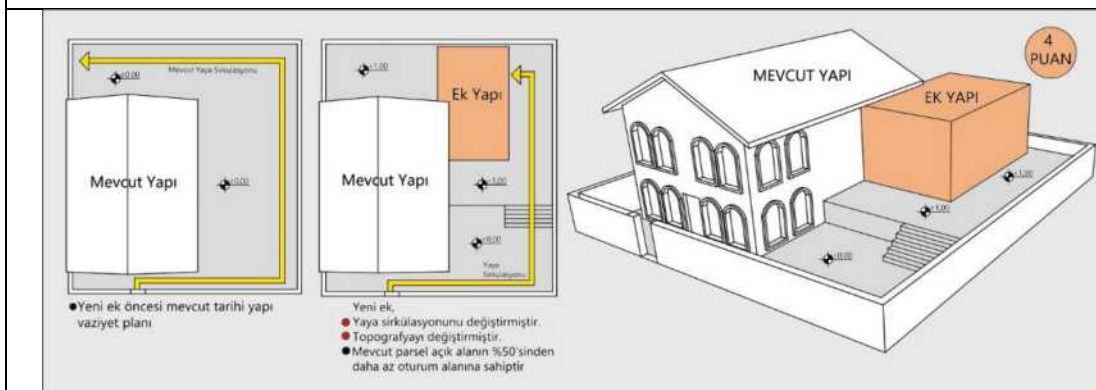 Mevcut Yaya Sirkülasyonu
±0,00
Mevcut Yapı
±0,00
●Yeni ek öncesi mevcut tarihi yapı
vaziyet planı
+1,00
Ek Yapı
Mevcut Yapı
+1,00
±0,00
Yaya
Sirkülasyonu
Yeni ek,
● Yaya sirkülasyonunu değiştirmiştir.
● Topografyayı değiştirmiştir.
● Mevcut parsel açık alanın %50'sinden
daha az oturum alanına sahiptir
4
PUAN
MEVCUT YAPI
EK YAPI
+1,00
+1,00
±0,00